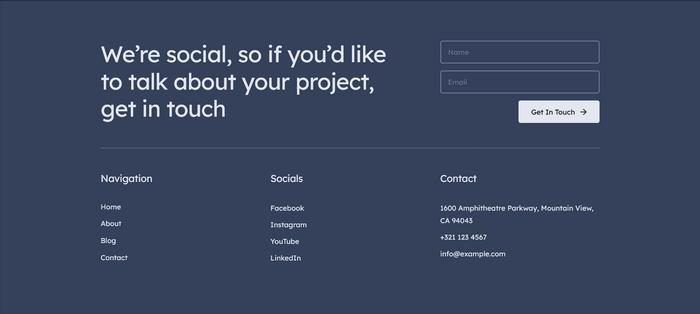 We’re social, so if you’d like
to talk about your project,
get in touch
Name
Email
Get In Touch →
Navigation
Home
About
Blog
Contact
Socials
Facebook
Instagram
YouTube
LinkedIn
Contact
1600 Amphitheatre Parkway, Mountain View,
CA 94043
+321 123 4567
info@example.com